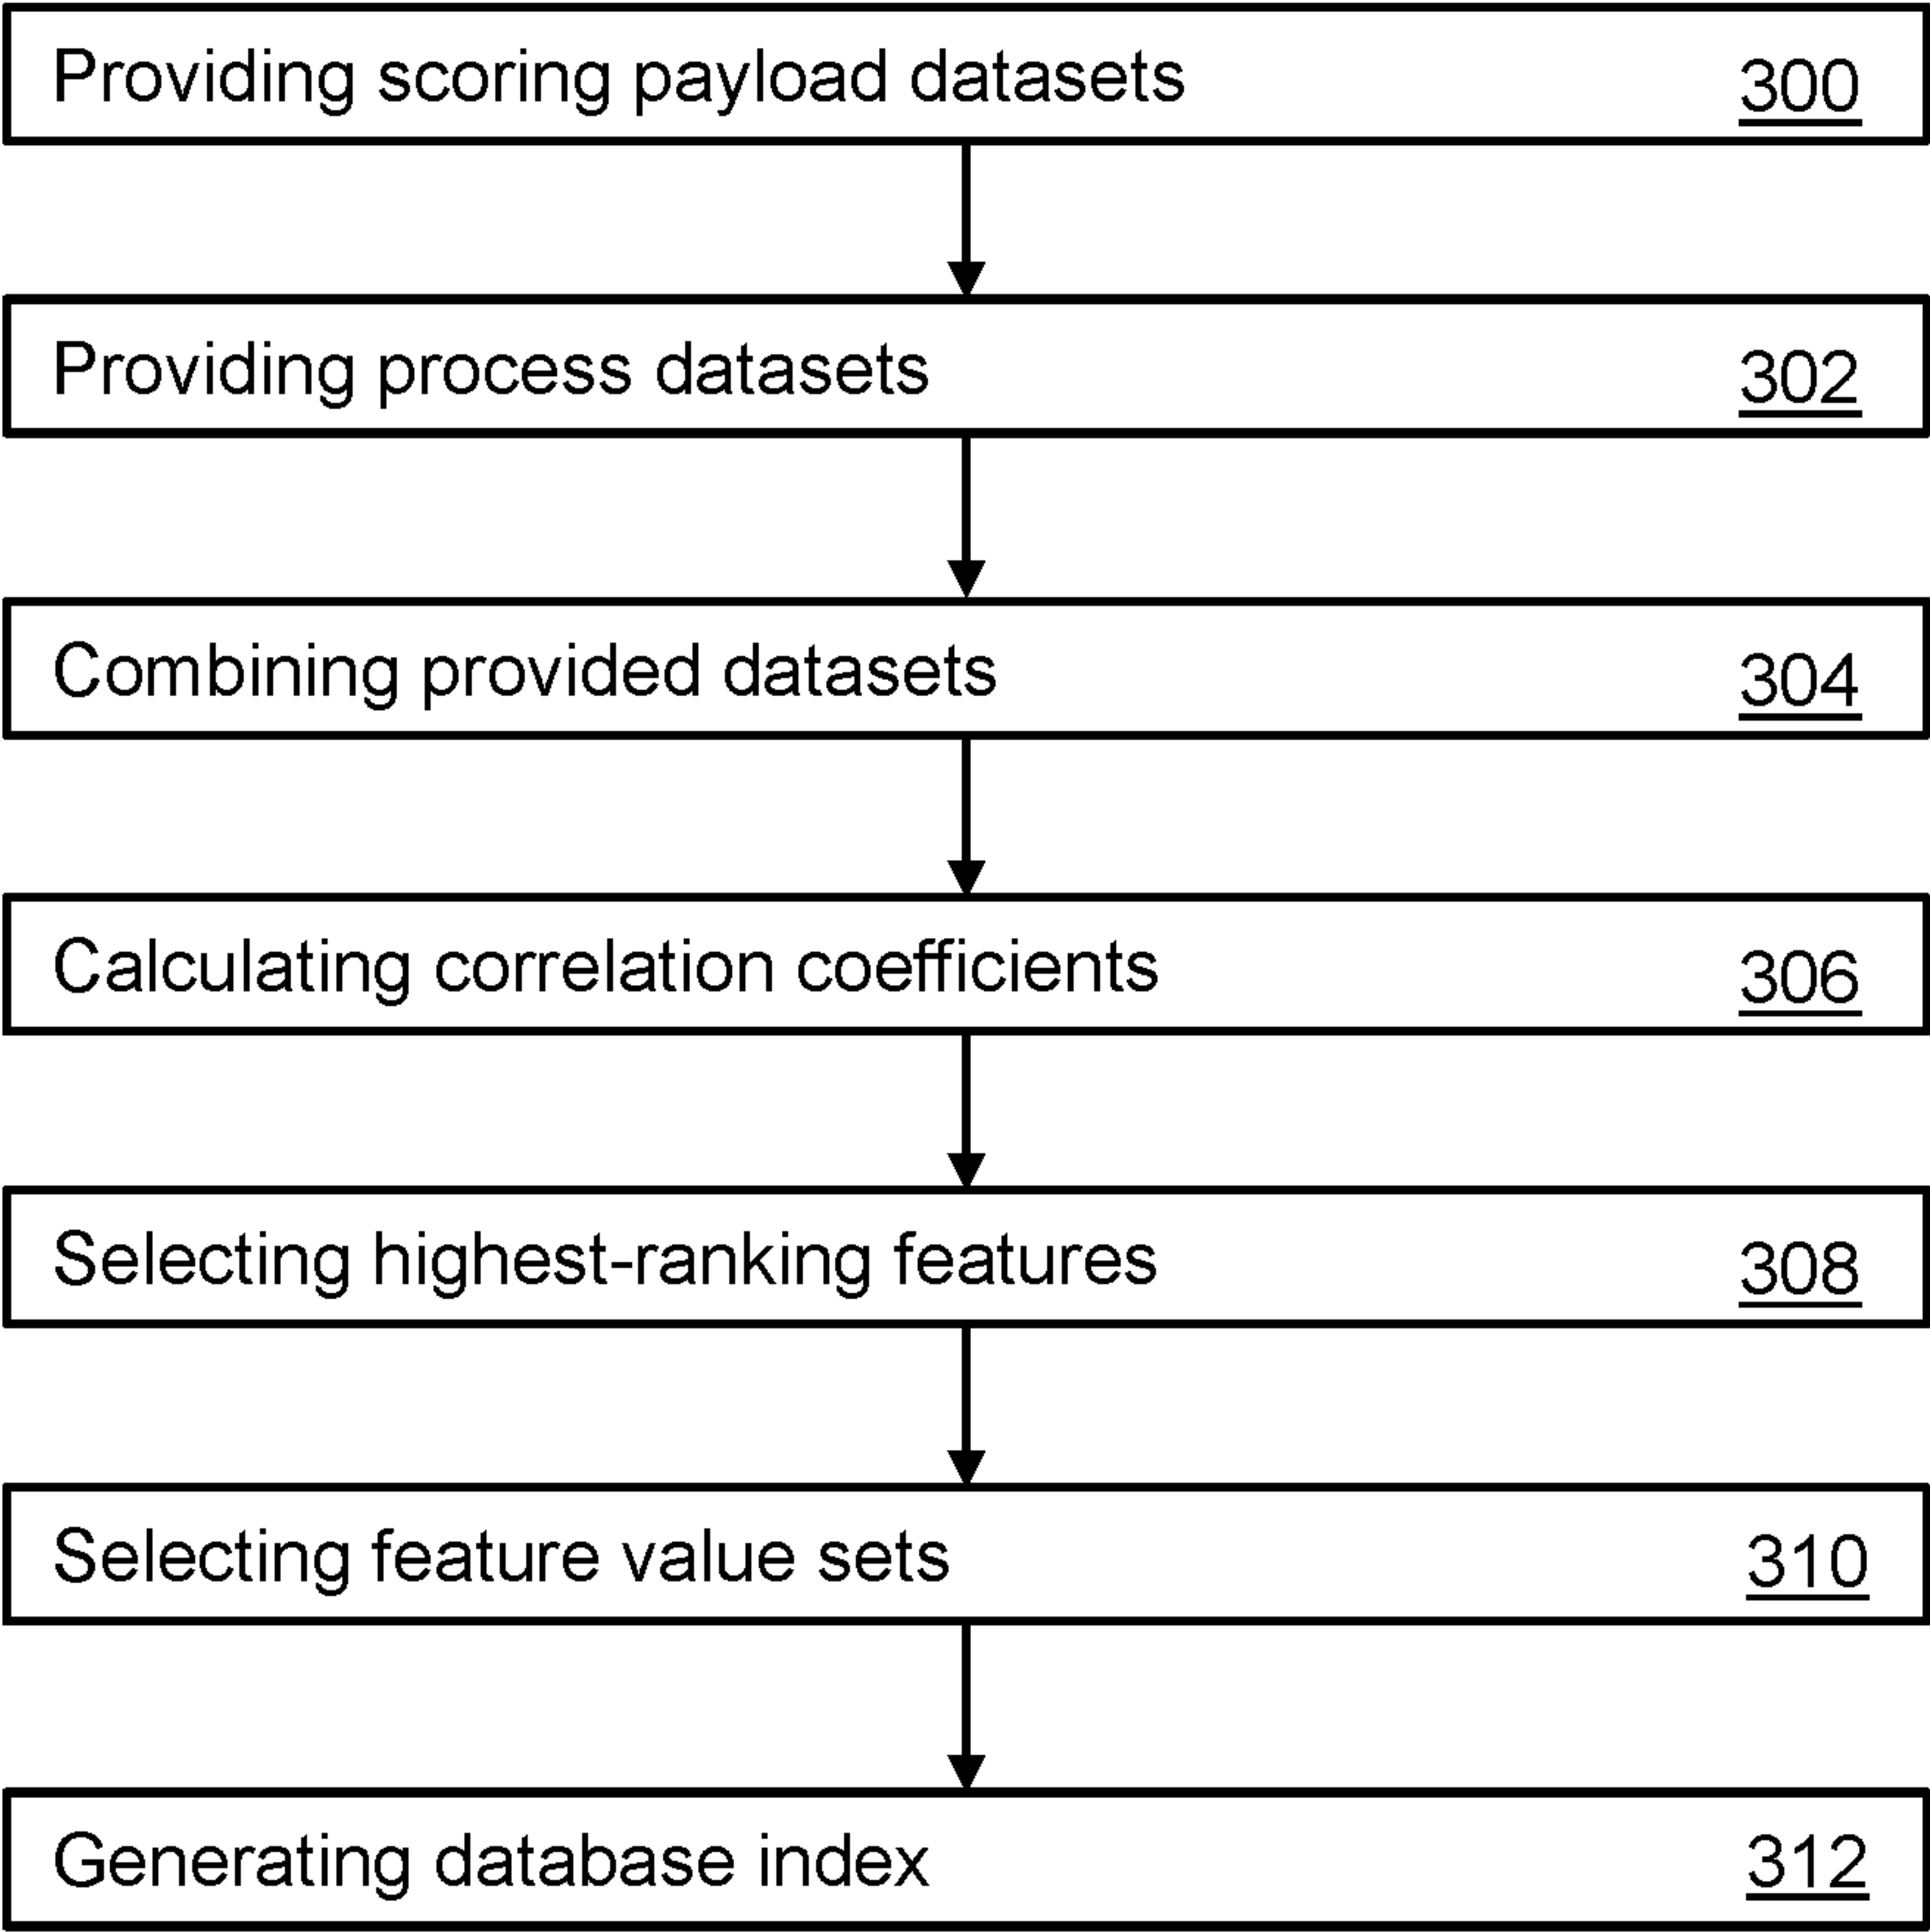 Providing scoring payload datasets 300
Providing process datasets 302
Combining provided datasets 304
Calculating correlation coefficients 306
Selecting highest-ranking features 308
Selecting feature value sets 310
Generating database index 312